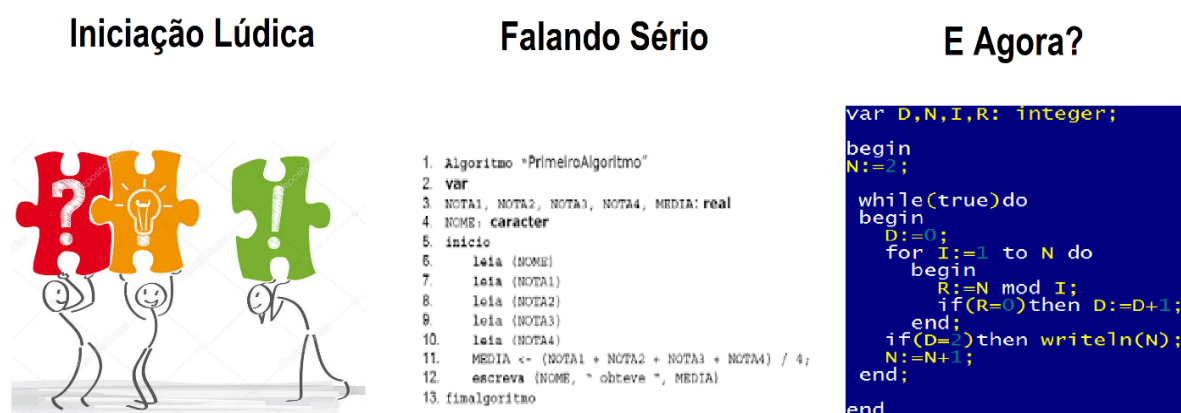 Iniciação Lúdica
Falando Sério
E Agora?
?
!
1. Algoritmo "PrimeiroAlgoritmo"
2. var
3. NOTA1, NOTA2, NOTA3, NOTA4, MEDIA: real
4. NOME: caracter
5. inicio
6. leia (NOME)
7. leia (NOTA1)
8. leia (NOTA2)
9. leia (NOTA3)
10. leia (NOTA4)
11. MEDIA <- (NOTA1 + NOTA2 + NOTA3 + NOTA4) / 4;
12. escreva (NOME, " obteve ", MEDIA)
13. fimalgoritmo
var D,N,I,R: integer;
begin
N:=2;
while(true)do
begin
D:=0;
for I:=1 to N do
begin
R:=N mod I;
if(R=0)then D:=D+1;
end;
if(D=2)then writeln(N);
N:=N+1;
end;
end